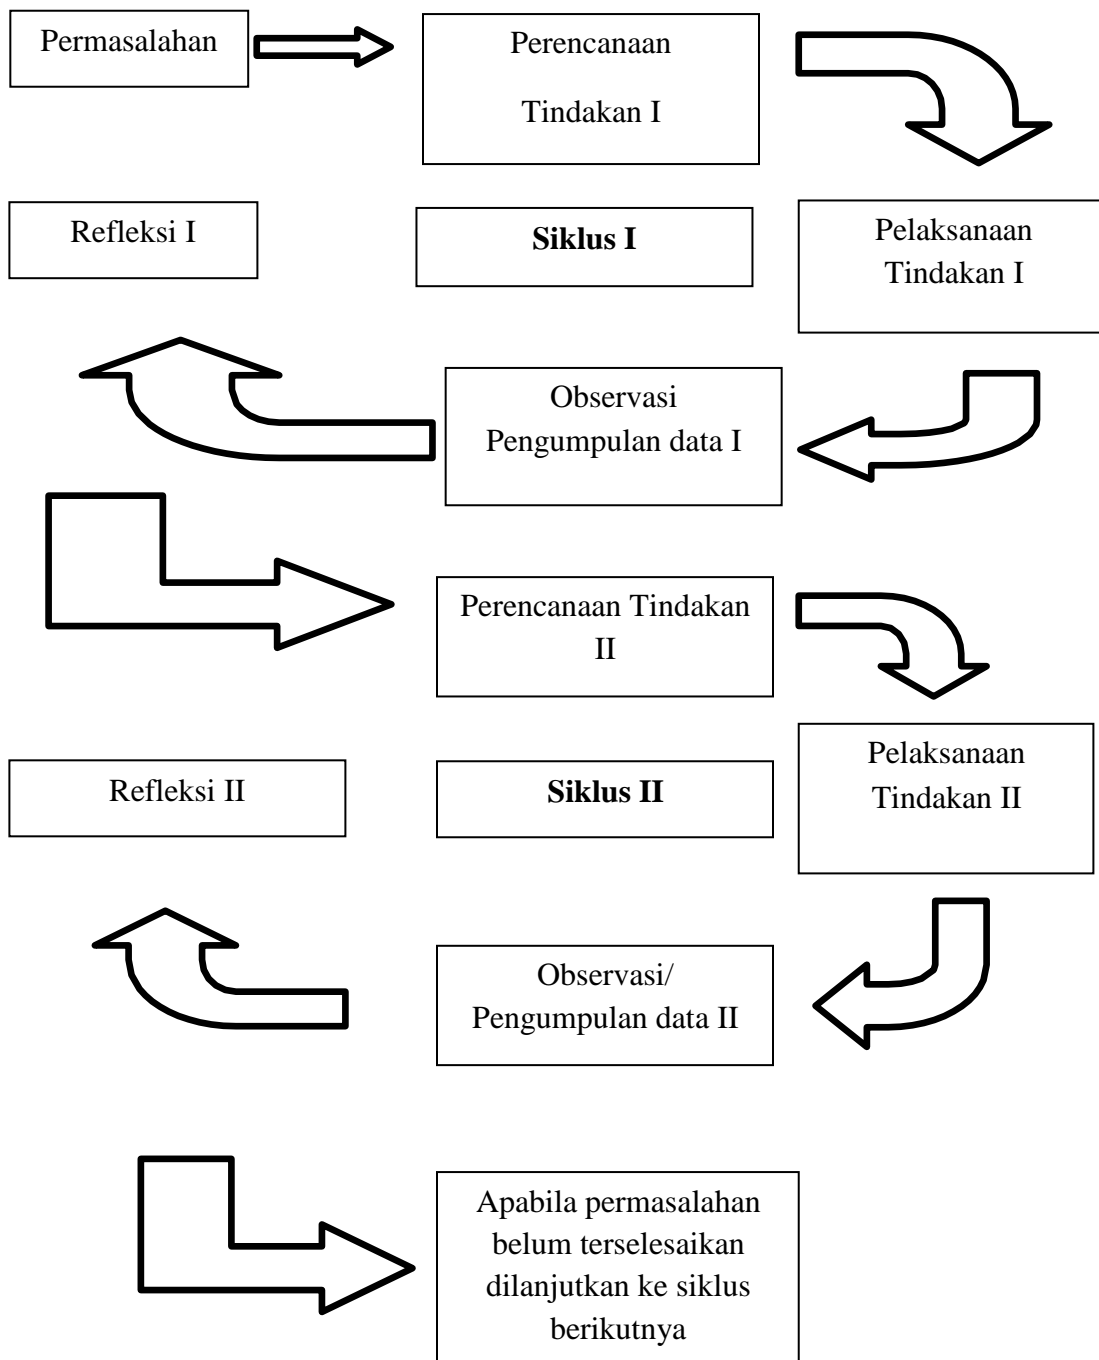 Permasalahan
Perencanaan
Tindakan I
Refleksi I
Siklus I
Pelaksanaan
Tindakan I
Observasi
Pengumpulan data I
Perencanaan Tindakan
II
Refleksi II
Siklus II
Pelaksanaan
Tindakan II
Observasi/
Pengumpulan data II
Apabila permasalahan
belum terselesaikan
dilanjutkan ke siklus
berikutnya